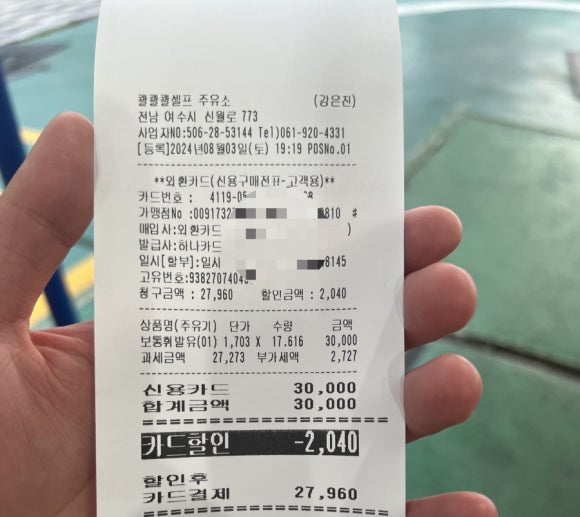 콸콸콸셀프 주유소 (강은진)
전남 여수시 신월로 773
사업자NO:506-28-53144 Tel)061-920-4331
[등록]2024년08월03일(토) 19:19 POSNo.01
**외환카드(신용구매전표-고객용)**
카드번호 : 4119-0
가맹점No :0091732 810 #
매입사:외환카드 )
발급사:하나카드
일시[할부]:일시 8145
고유번호:9382707404
청구금액 : 27,960 할인금액 : 2,040
상품명(주유기) 단가 수량 금액
보통휘발유(01) 1,703 X 17.616 30,000
과세금액 27,273 부가세액 2,727
신용카드 30,000
합계금액 30,000
카드할인 -2,040
할인후
카드결제 27,960